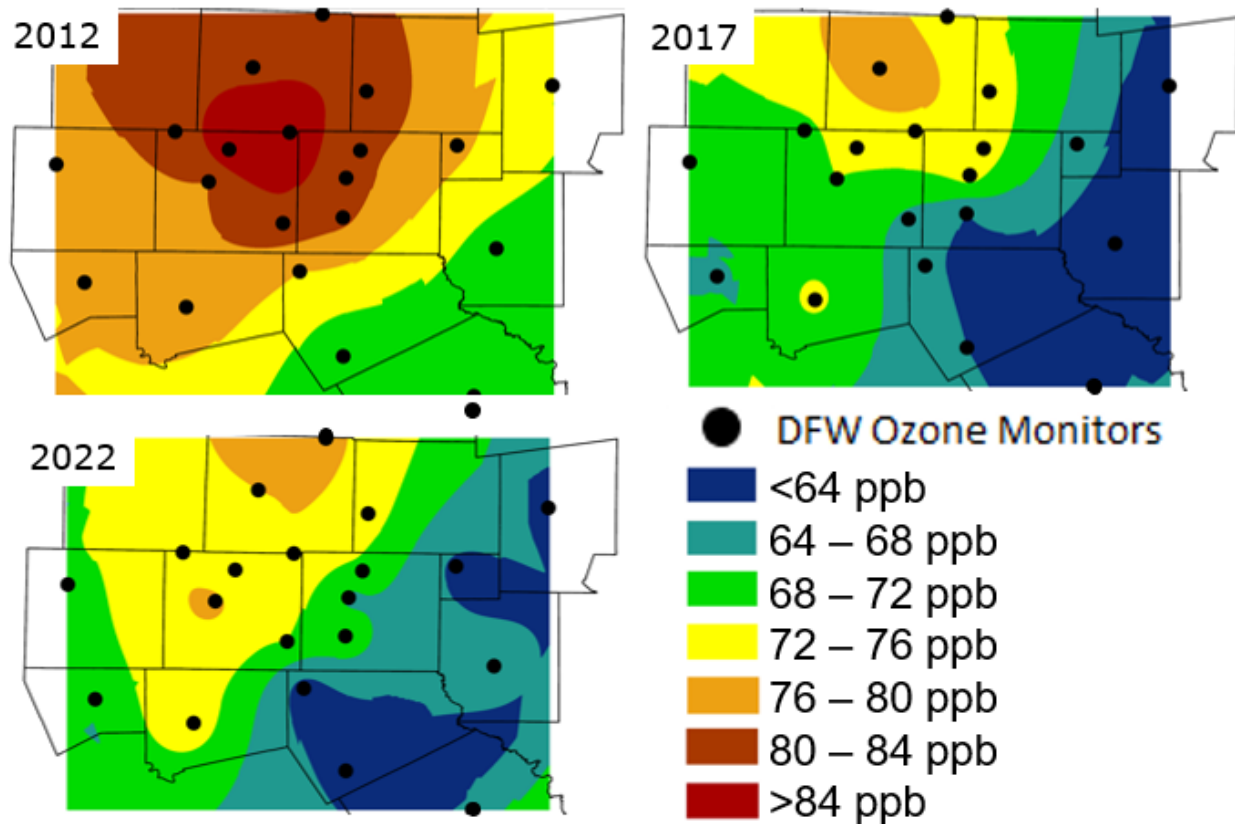 2012
2017
2022
DFW Ozone Monitors
<64 ppb
64 – 68 ppb
68 – 72 ppb
72 – 76 ppb
76 – 80 ppb
80 – 84 ppb
>84 ppb